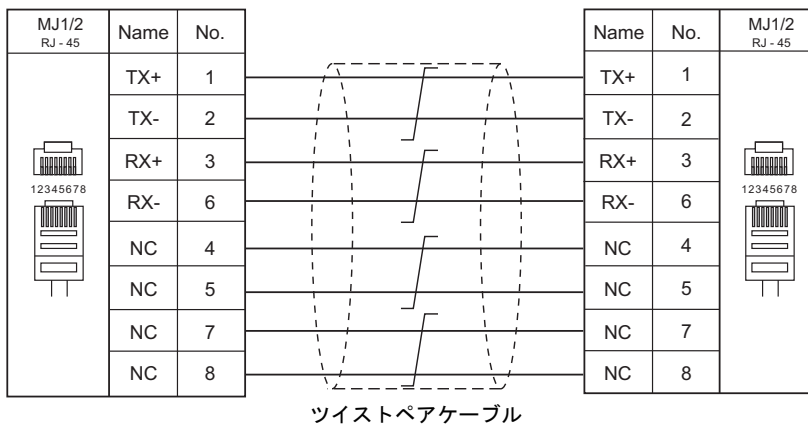 MJ1/2 Name No. Name No. MJ1/2
RJ - 45 RJ - 45
TX+ 1 TX+ 1
TX- 2 TX- 2
RX+ 3 RX+ 3
12345678 12345678
RX- 6 RX- 6
NC 4 NC 4
NC 5 NC 5
NC 7 NC 7
NC 8 NC 8
ツイストペアケーブル